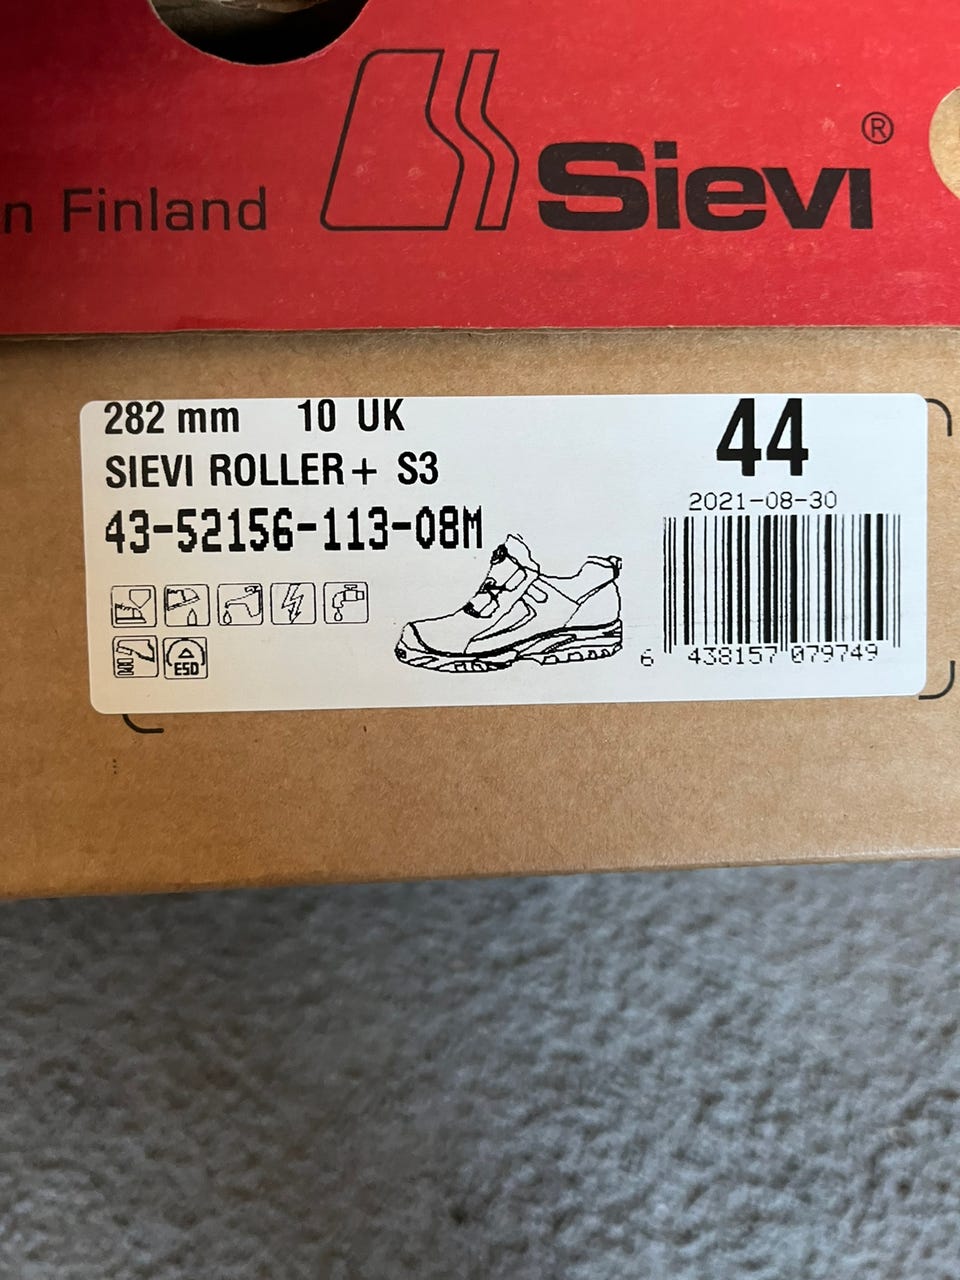 n Finland
Sievi®
282 mm 10 UK
44
SIEVI ROLLER+ S3
2021-08-30
43-52156-113-08M
ESD
6 438157 079749